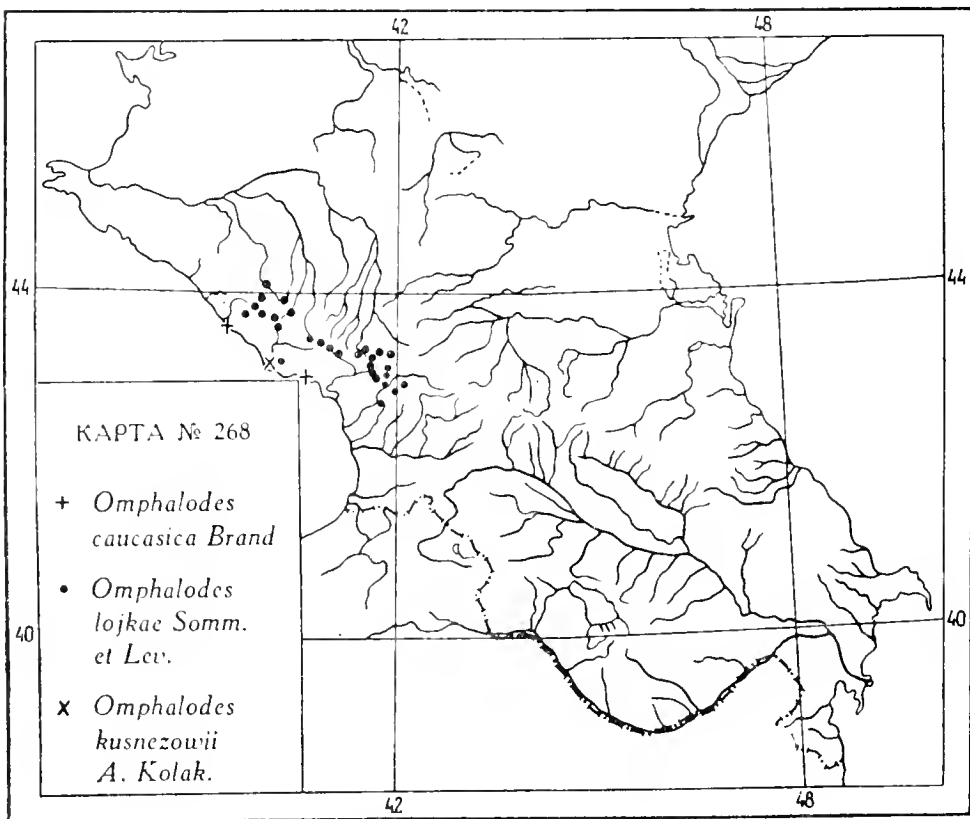 42 48
44 44
КАРТА № 268
+ Omphalodes
caucasica Brand
• Omphalodes
lojkae Somm.
et Lev.
x Omphalodes
kusnezowii
A. Kolak.
40 40
42 48